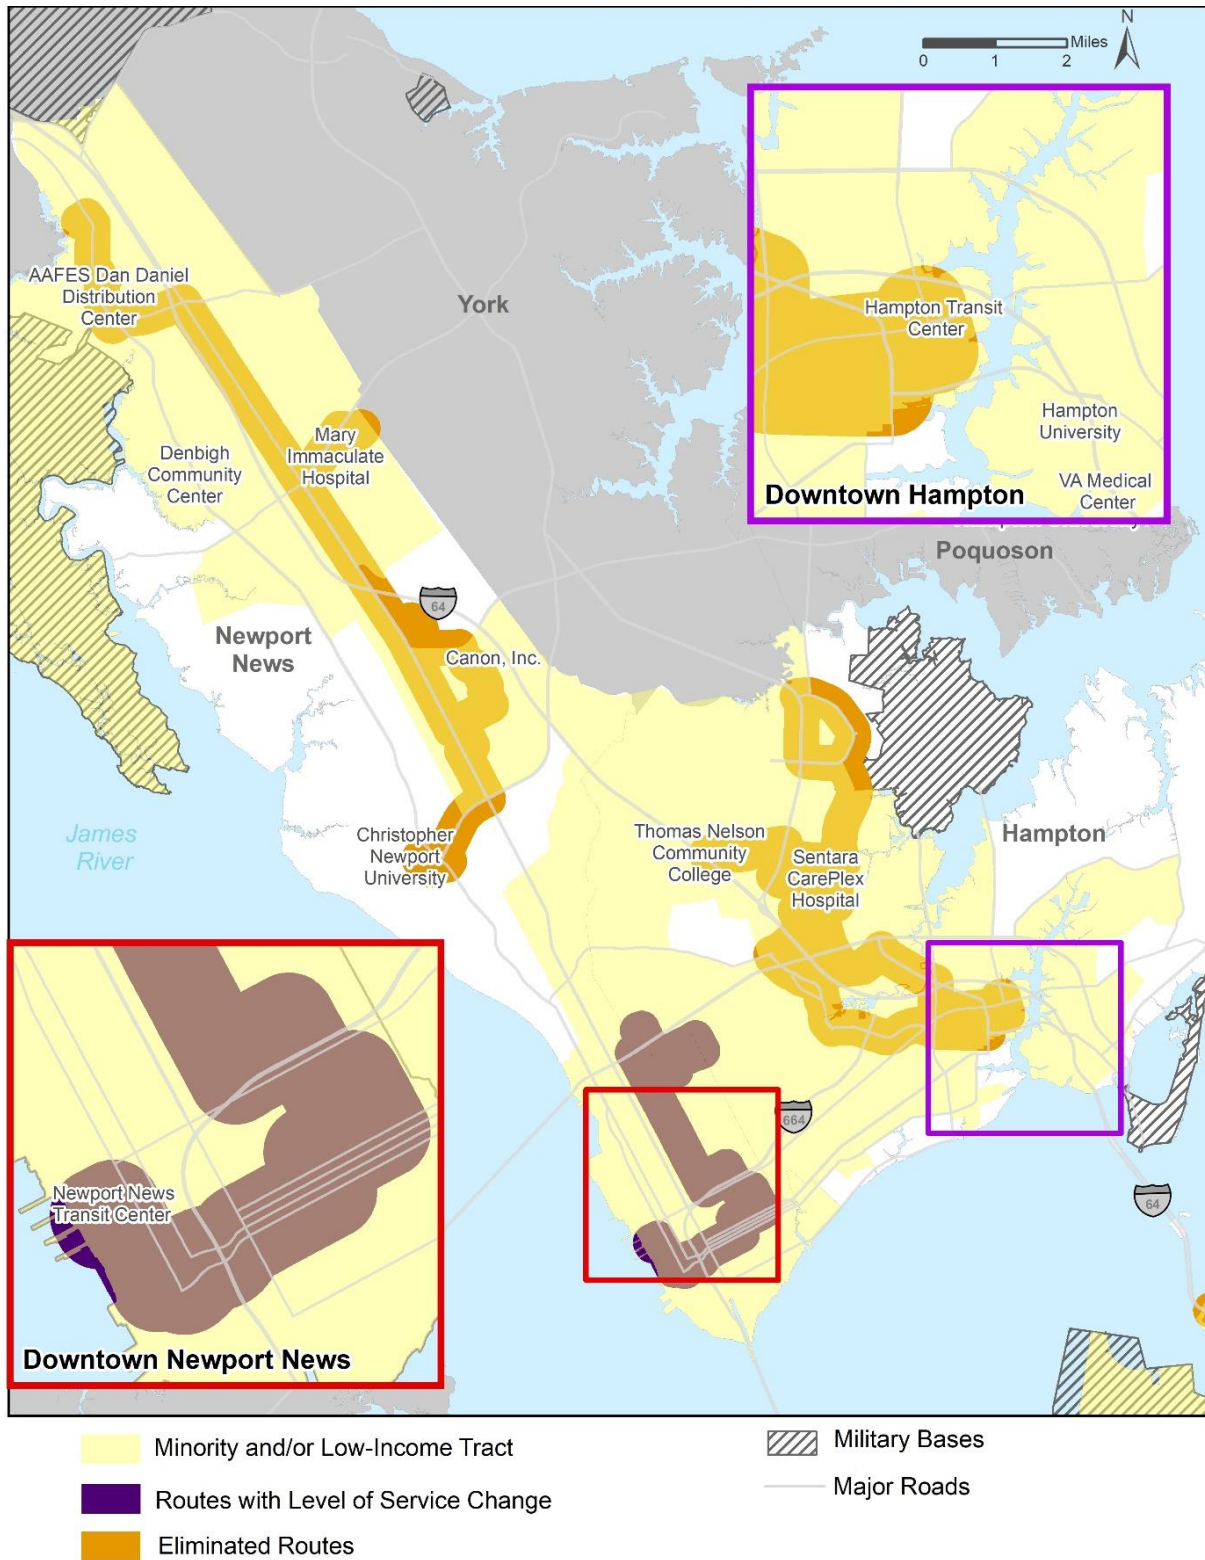 N
Miles
0 1 2
AAFES Dan Daniel
Distribution
Center
York
Hampton Transit
Center
Hampton
University
VA Medical
Center
Downtown Hampton
Mary
Immaculate
Hospital
Denbigh
Community
Center
Poquoson
64
Newport
News
Canon, Inc.
James
River
Christopher
Newport
University
Thomas Nelson
Community
College
Sentara
CarePlex
Hospital
Hampton
664
64
Newport News
Transit Center
Downtown Newport News
Minority and/or Low-Income Tract
Military Bases
Routes with Level of Service Change
Major Roads
Eliminated Routes